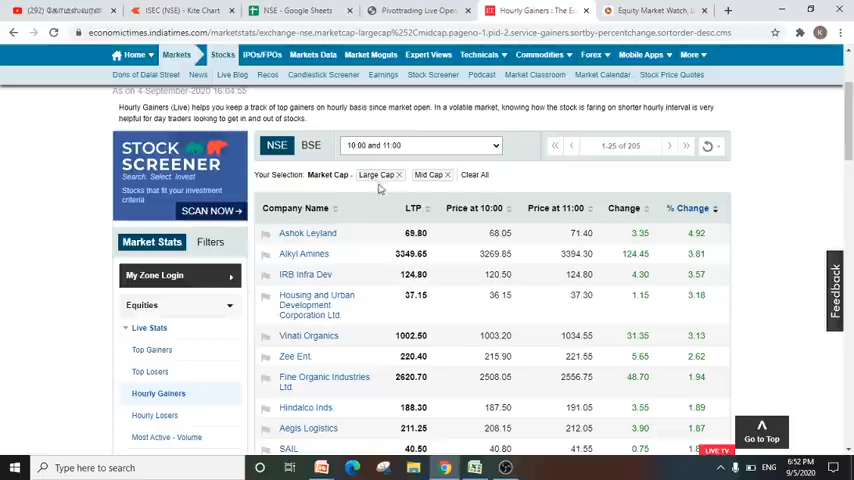 (292) 
ISEC (NSE) - Kite Chart
NSE - Google Sheets
Pivottrading Live Open
Hourly Gainers : The Ec
Equity Market Watch, L
economictimes.indiatimes.com/marketstats/exchange-nse.marketcap-largecap%2Cmidcap.pageno-1.pid-2.service-gainers.sortby-percentchange.sortorder-desc.cms
Home Markets Stocks IPOs/FPOs Markets Data Market Moguls Expert Views Technicals Commodities Forex Mobile Apps More
Dons of Dalal Street News Live Blog Recos Candlestick Screener Earnings Stock Screener Podcast Market Classroom Market Calendar Stock Price Quotes
As on 4-September-2020 16:04:55
Hourly Gainers (Live) helps you keep a track of top gainers on hourly basis since market open. In a volatile market, knowing how the stock is faring on shorter hourly interval is very
helpful for day traders looking to get in and out of stocks.
STOCK
SCREENER
Search. Select. Invest
Stocks that fit your investment
criteria
SCAN NOW
NSE BSE 10:00 and 11:00 1-25 of 205
Your Selection: Market Cap - Large Cap × Mid Cap × Clear All
Company Name LTP Price at 10:00 Price at 11:00 Change % Change
Ashok Leyland 69.80 68.05 71.40 3.35 4.92
Alkyl Amines 3349.65 3269.85 3394.30 124.45 3.81
IRB Infra Dev 124.80 120.50 124.80 4.30 3.57
Housing and Urban
Development
Corporation Ltd.
37.15 36.15 37.30 1.15 3.18
Vinati Organics 1002.50 1003.20 1034.55 31.35 3.13
Zee Ent. 220.40 215.90 221.55 5.65 2.62
Fine Organic Industries
Ltd.
2620.70 2508.05 2556.75 48.70 1.94
Hindalco Inds. 188.30 187.50 191.05 3.55 1.89
Aegis Logistics 211.25 208.15 212.05 3.90 1.87
SAIL 40.50 40.80 41.55 0.75
Market Stats Filters
My Zone Login
Equities
Live Stats
Top Gainers
Top Losers
Hourly Gainers
Hourly Losers
Most Active - Volume
Feedback
Go to Top
LIVE TV
Type here to search
ENG
6:52 PM
9/5/2020